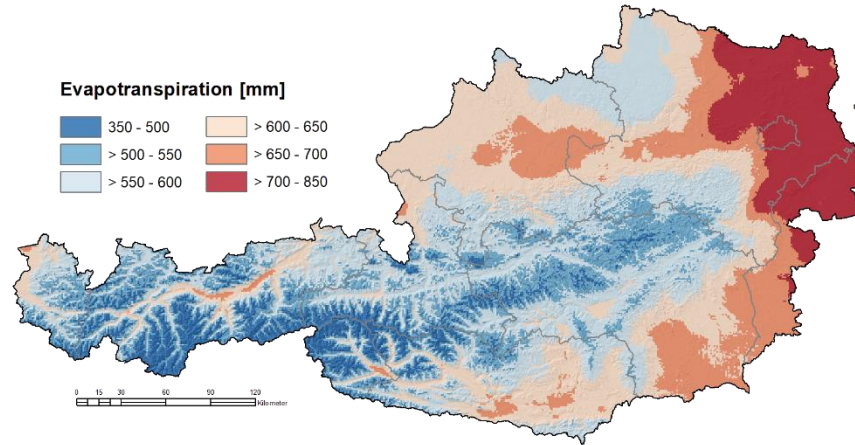 Evapotranspiration [mm]
350 - 500
> 500 - 550
> 550 - 600
> 600 - 650
> 650 - 700
> 700 - 850
0 15 30 60 90 120
Kilometer